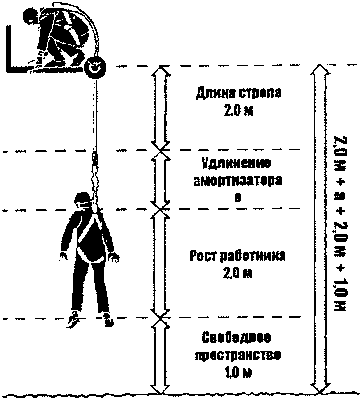 Длина стропа
2.0 м
Удлинение
амортизатора
в
Рост работника
2,0 м
Свободное
пространство
1.0 м
2,0 м + в + 2,0 м + 1,0 м